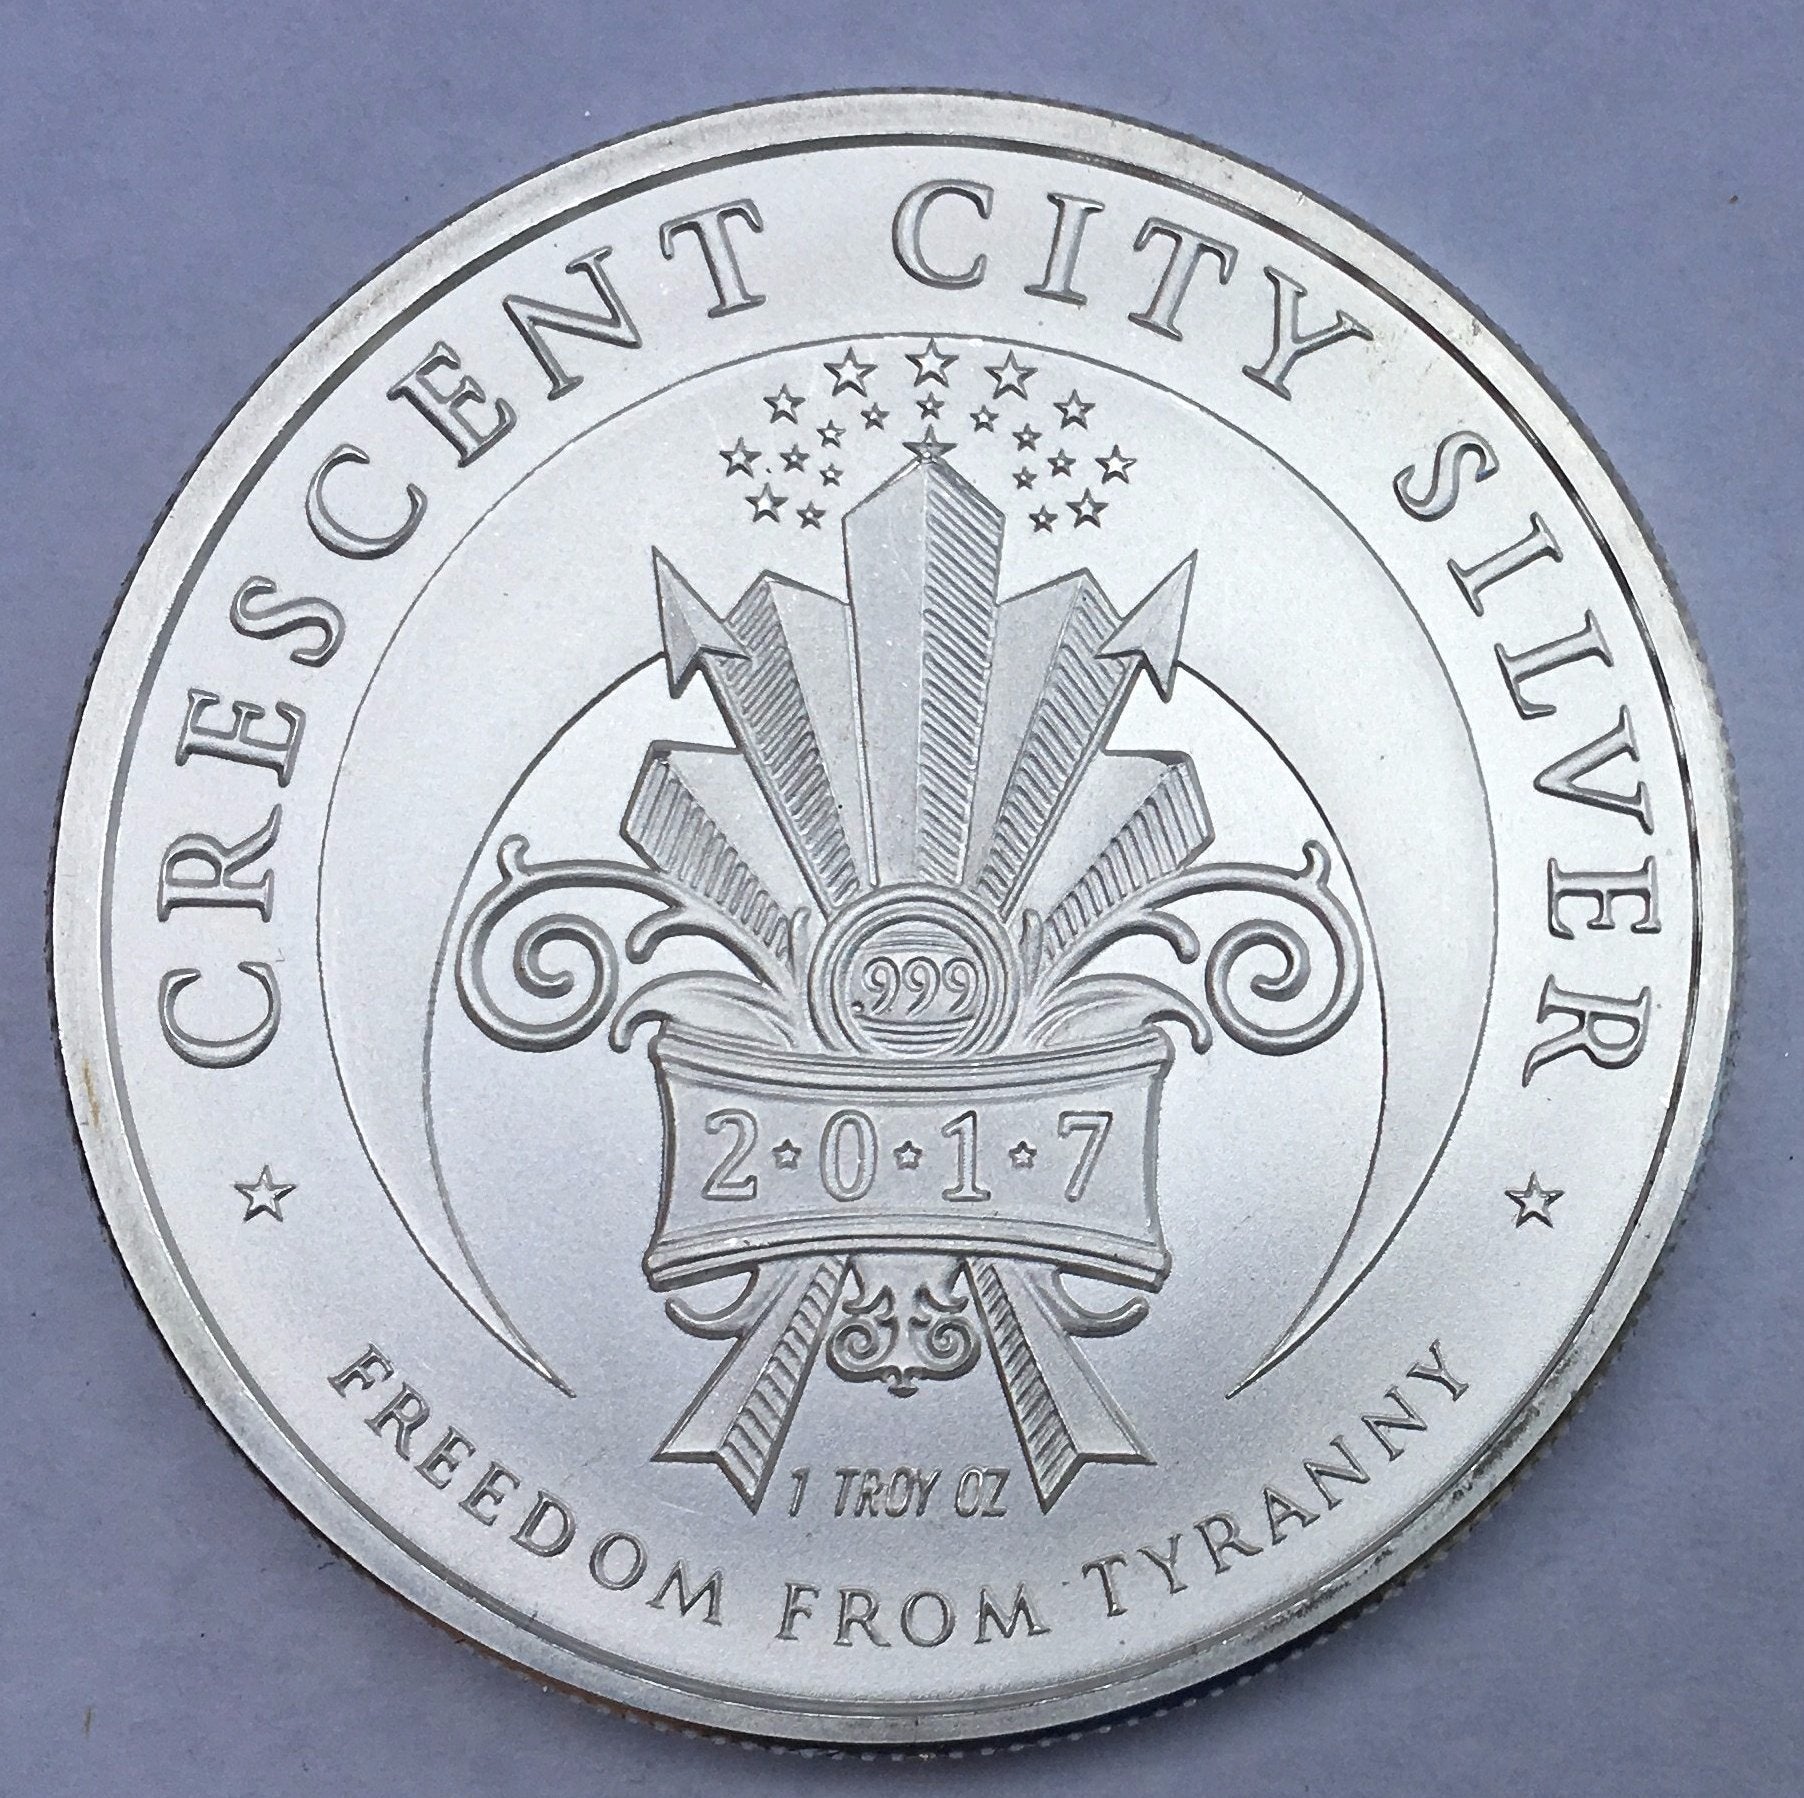 CRESCENT CITY SILVER
.999
2★0★1★7
1 TROY OZ
FREEDOM FROM TYRANNY